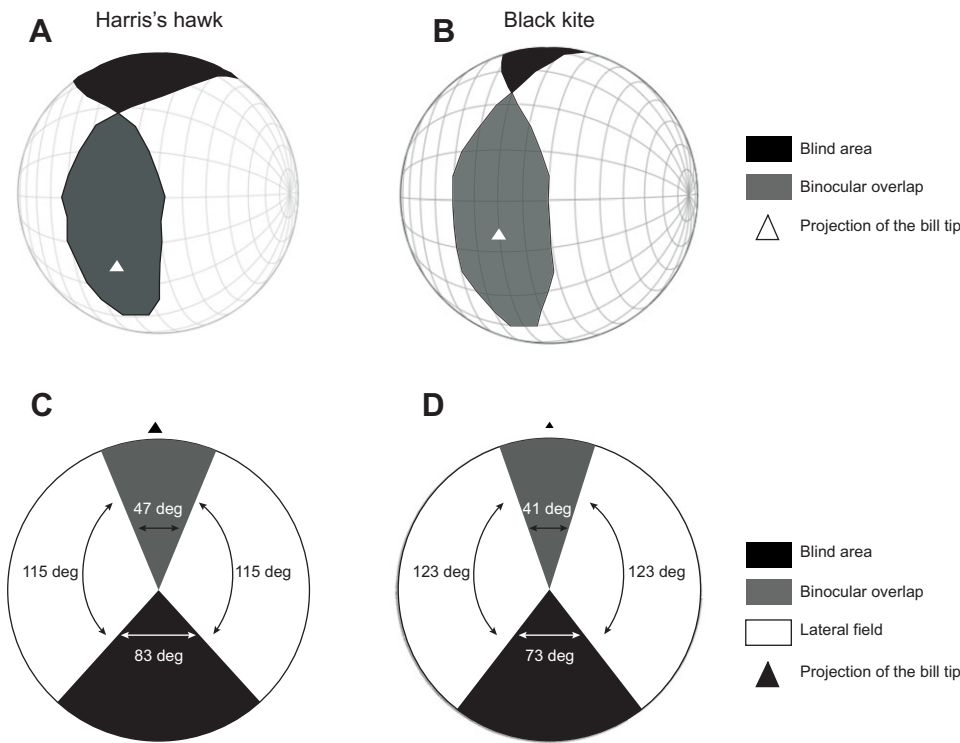 A
Harris's hawk
B
Black kite
Blind area
Binocular overlap
Projection of the bill tip
C
D
47 deg
41 deg
115 deg
115 deg
123 deg
123 deg
83 deg
73 deg
Blind area
Binocular overlap
Lateral field
Projection of the bill tip